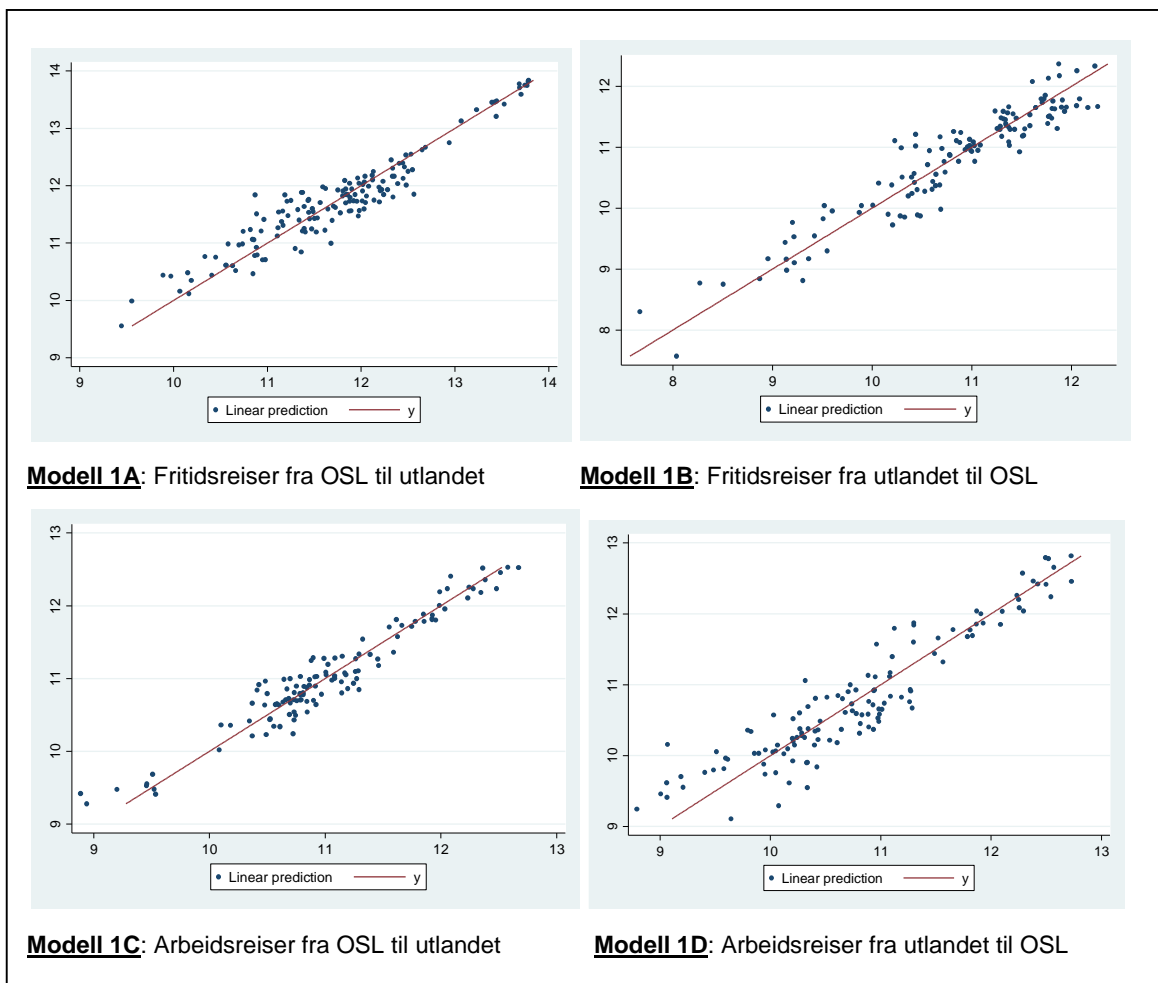 14
13
12
11
10
9
9 10 11 12 13 14
Linear prediction y
Modell 1A: Fritidsreiser fra OSL til utlandet
12
11
10
9
8
8 9 10 11 12
Linear prediction y
Modell 1B: Fritidsreiser fra utlandet til OSL
13
12
11
10
9
9 10 11 12 13
Linear prediction y
Modell 1C: Arbeidsreiser fra OSL til utlandet
13
12
11
10
9
9 10 11 12 13
Linear prediction y
Modell 1D: Arbeidsreiser fra utlandet til OSL